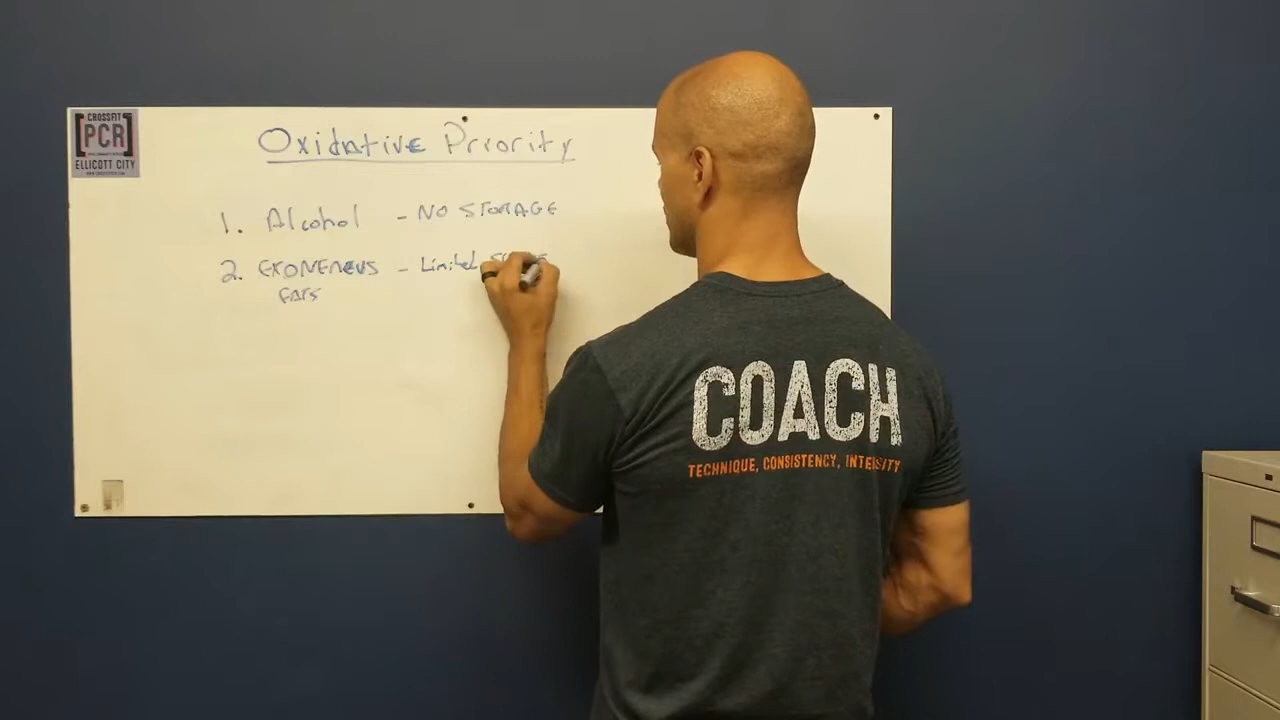 CROSSFIT
PCR
ELLICOTT CITY
Oxidative Priority
1. Alcohol - NO STORAGE
2. EXONENEUS - Limited
FATS
COACH
TECHNIQUE, CONSISTENCY, INTENSITY